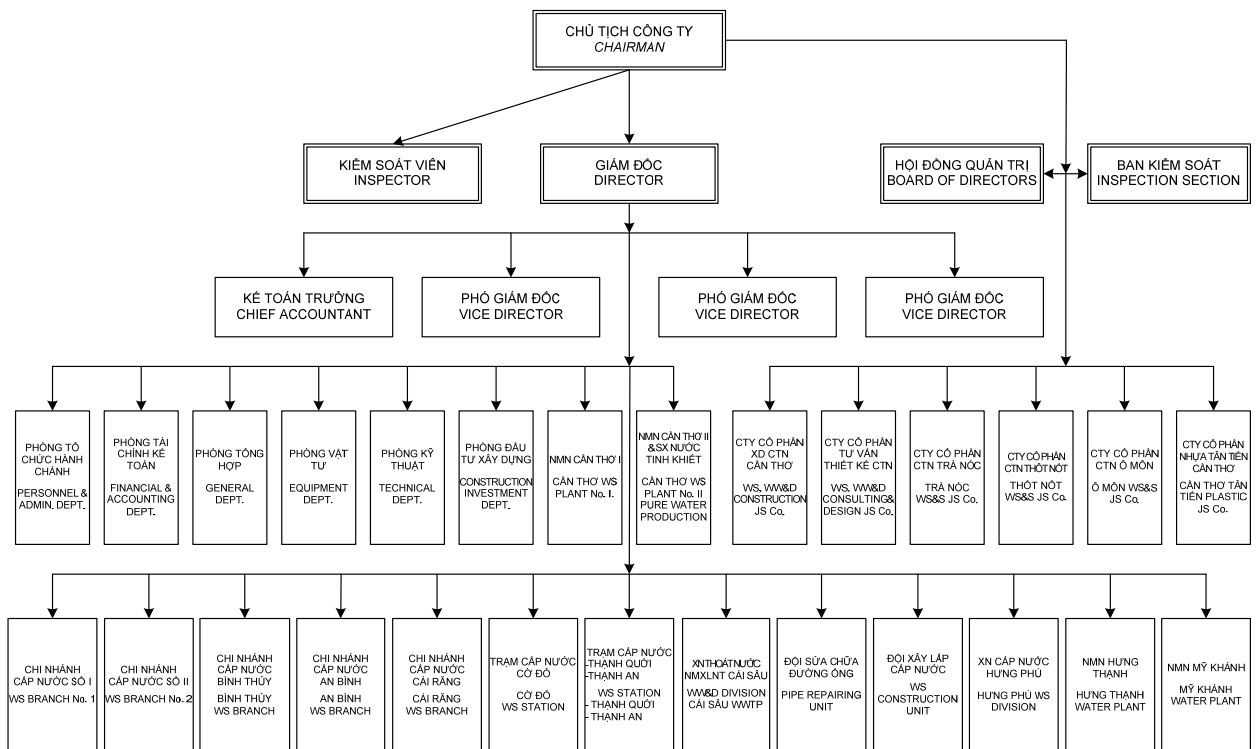 CHỦ TỊCH CÔNG TY
CHAIRMAN
KIỂM SOÁT VIÊN
INSPECTOR
GIÁM ĐỐC
DIRECTOR
HỘI ĐỒNG QUẢN TRỊ
BOARD OF DIRECTORS
BAN KIỂM SOÁT
INSPECTION SECTION
KẾ TOÁN TRƯỞNG
CHIEF ACCOUNTANT
PHÓ GIÁM ĐỐC
VICE DIRECTOR
PHÓ GIÁM ĐỐC
VICE DIRECTOR
PHÓ GIÁM ĐỐC
VICE DIRECTOR
PHÒNG TỔ
CHỨC HÀNH
CHÁNH
PERSONNEL &
ADMIN. DEPT.
PHÒNG TÀI
CHÍNH KẾ
TOÁN
FINANCIAL &
ACCOUNTING
DEPT.
PHÒNG TỔNG
HỢP
GENERAL
DEPT.
PHÒNG VẬT
TƯ
EQUIPMENT
DEPT.
PHÒNG KỸ
THUẬT
TECHNICAL
DEPT.
PHÒNG ĐẦU
TƯ XÂY DỰNG
CONSTRUCTION
INVESTMENT
DEPT.
NMN CẦN THƠ I
CẦN THƠ WS
PLANT No. I.
NMN CẦN THƠ II
&SX NƯỚC
TINH KHIẾT
CẦN THƠ WS
PLANT No. II
PURE WATER
PRODUCTION
CTY CỔ PHẦN
XD CTN
CẦN THƠ
WS, WW&D
CONSTRUCTION
JS Co.
CTY CỔ PHẦN
TƯ VẤN
THIẾT KẾ CTN
WS, WW&D
CONSULTING&
DESIGN JS Co.
CTY CỔ PHẦN
CTN TRÀ NÓC
TRÀ NÓC
WS&S JS Co.
CTY CỔ PHẦN
CTN THỐT NỐT
THỐT NỐT
WS&S JS Co.
CTY CỔ PHẦN
CTN Ô MÔN
Ô MÔN WS&S
JS Co.
CTY CỔ PHẦN
NHỰA TÂN TIẾN
CẦN THƠ
CẦN THƠ TÂN
TIẾN PLASTIC
JS Co.
CHI NHÁNH
CẤP NƯỚC SỐ I
WS BRANCH No. 1
CHI NHÁNH
CẤP NƯỚC SỐ II
WS BRANCH No. 2
CHI NHÁNH
CẤP NƯỚC
BÌNH THỦY
BÌNH THỦY
WS BRANCH
CHI NHÁNH
CẤP NƯỚC
AN BÌNH
AN BÌNH
WS BRANCH
CHI NHÁNH
CẤP NƯỚC
CÁI RĂNG
CÁI RĂNG
WS BRANCH
TRẠM CẤP NƯỚC
CỜ ĐỎ
CỜ ĐỎ
WS STATION
TRẠM CẤP NƯỚC
-THẠNH QUỚI
-THẠNH AN
WS STATION
- THẠNH QUỚI
- THẠNH AN
XN THOÁT NƯỚC
NMXLNT CÁI SÂU
WW&D DIVISION
CÁI SÂU WWTP
ĐỘI SỬA CHỮA
ĐƯỜNG ỐNG
PIPE REPAIRING
UNIT
ĐỘI XÂY LẮP
CẤP NƯỚC
WS
CONSTRUCTION
UNIT
XN CẤP NƯỚC
HƯNG PHÚ
HƯNG PHÚ WS
DIVISION
NMN HƯNG
THẠNH
HƯNG THẠNH
WATER PLANT
NMN MỸ KHÁNH
MỸ KHÁNH
WATER PLANT